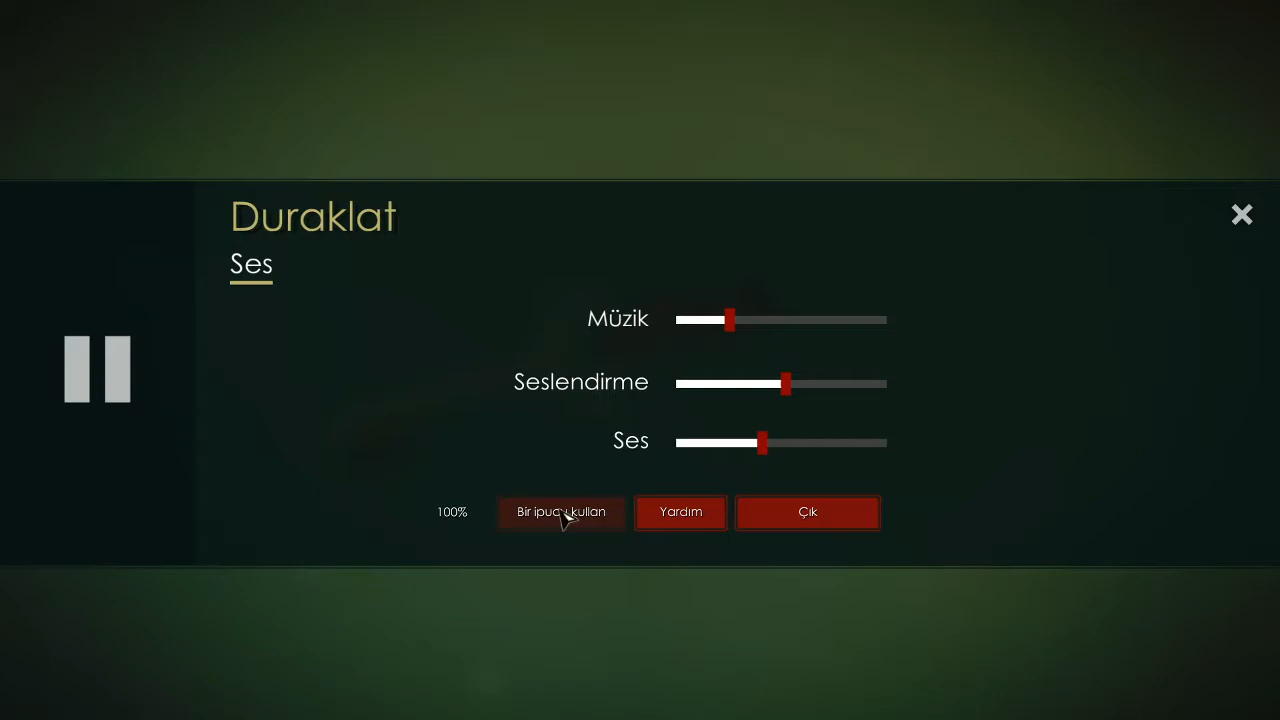 Duraklat
Ses
Müzik
Seslendirme
Ses
100% Bir ipucu kullan Yardım Çık